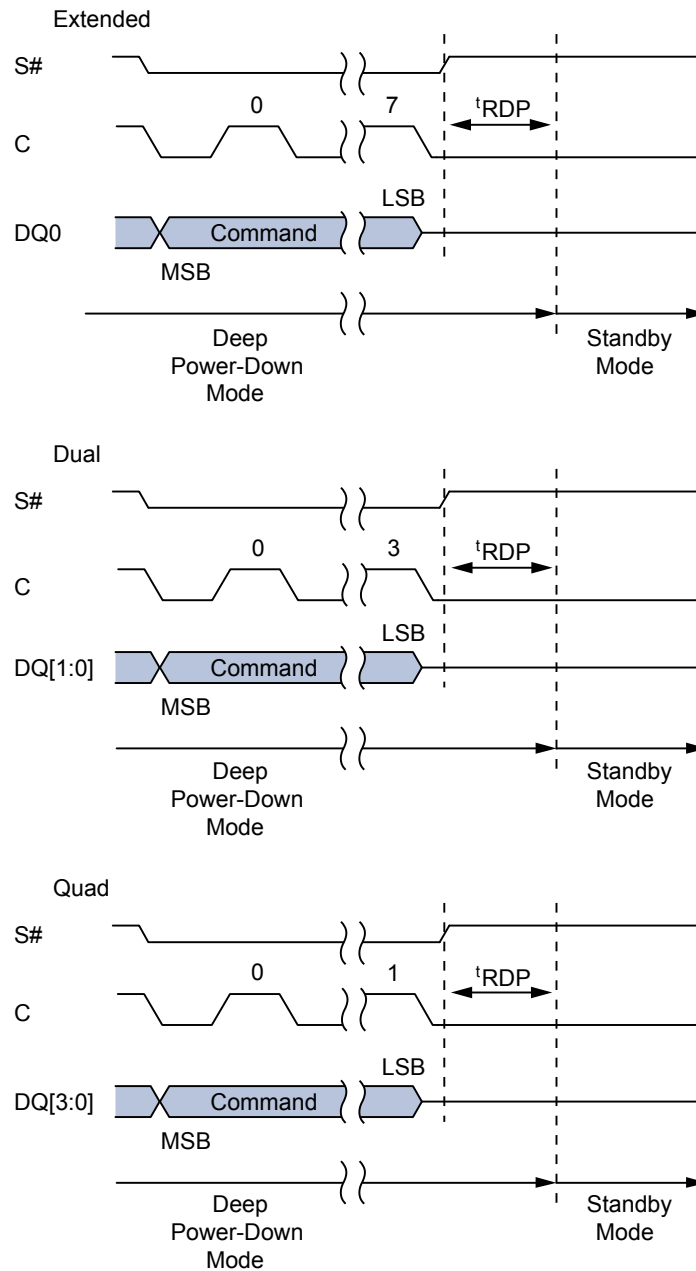 Extended
S#
0 7
tRDP
C
LSB
DQ0 Command
MSB
Deep
Power-Down
Mode
Standby
Mode
Dual
S#
0 3
tRDP
C
LSB
DQ[1:0] Command
MSB
Deep
Power-Down
Mode
Standby
Mode
Quad
S#
0 1
tRDP
C
LSB
DQ[3:0] Command
MSB
Deep
Power-Down
Mode
Standby
Mode